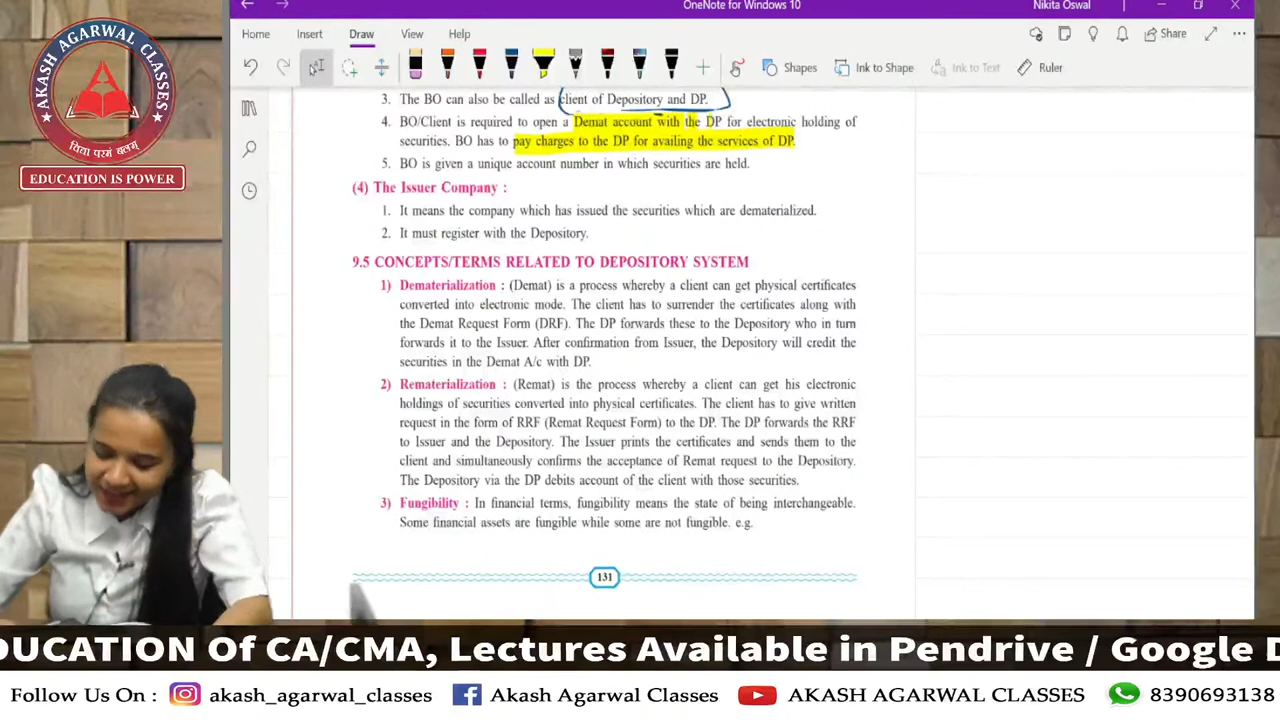 OneNote for Windows 10
Nikita Oswal
Home Insert Draw View Help
Share
Shapes Ink to Shape Ink to Text Ruler
AKASH AGARWAL CLASSES
विद्या परमं बलम्
EDUCATION IS POWER
3. The BO can also be called as client of Depository and DP.
4. BO/Client is required to open a Demat account with the DP for electronic holding of
securities. BO has to pay charges to the DP for availing the services of DP.
5. BO is given a unique account number in which securities are held.
(4) The Issuer Company :
1. It means the company which has issued the securities which are dematerialized.
2. It must register with the Depository.
9.5 CONCEPTS/TERMS RELATED TO DEPOSITORY SYSTEM
1) Dematerialization : (Demat) is a process whereby a client can get physical certificates
converted into electronic mode. The client has to surrender the certificates along with
the Demat Request Form (DRF). The DP forwards these to the Depository who in turn
forwards it to the Issuer. After confirmation from Issuer, the Depository will credit the
securities in the Demat A/c with DP.
2) Rematerialization : (Remat) is the process whereby a client can get his electronic
holdings of securities converted into physical certificates. The client has to give written
request in the form of RRF (Remat Request Form) to the DP. The DP forwards the RRF
to Issuer and the Depository. The Issuer prints the certificates and sends them to the
client and simultaneously confirms the acceptance of Remat request to the Depository.
The Depository via the DP debits account of the client with those securities.
3) Fungibility : In financial terms, fungibility means the state of being interchangeable.
Some financial assets are fungible while some are not fungible. e.g.
131
DUCATION Of CA/CMA, Lectures Available in Pendrive / Google D
Follow Us On : akash_agarwal_classes Akash Agarwal Classes AKASH AGARWAL CLASSES 8390693138